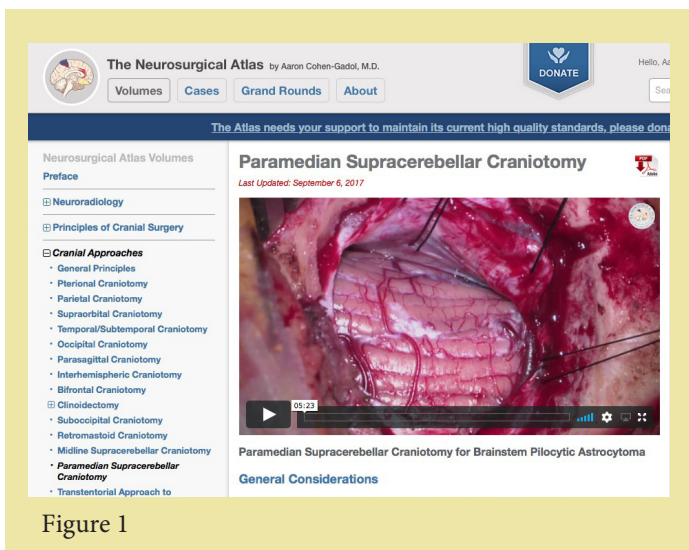 The Neurosurgical Atlas by Aaron Cohen-Gadol, M.D.
DONATE
Hello,
Volumes Cases Grand Rounds About
The Atlas needs your support to maintain its current high quality standards, please
Neurosurgical Atlas Volumes
Preface
Neuroradiology
Principles of Cranial Surgery
Cranial Approaches
General Principles
Pterional Craniotomy
Parietal Craniotomy
Supraorbital Craniotomy
Temporal/Subtemporal Craniotomy
Occipital Craniotomy
Parasagittal Craniotomy
Interhemispheric Craniotomy
Bifrontal Craniotomy
Clinoidectomy
Suboccipital Craniotomy
Retromastoid Craniotomy
Midline Supracerebellar Craniotomy
Paramedian Supracerebellar
Craniotomy
Transtentorial Approach to
Paramedian Supracerebellar Craniotomy
PDF
Adobe
Last Updated: September 6, 2017
05:23
Paramedian Supracerebellar Craniotomy for Brainstem Pilocytic Astrocytoma
General Considerations
Figure 1